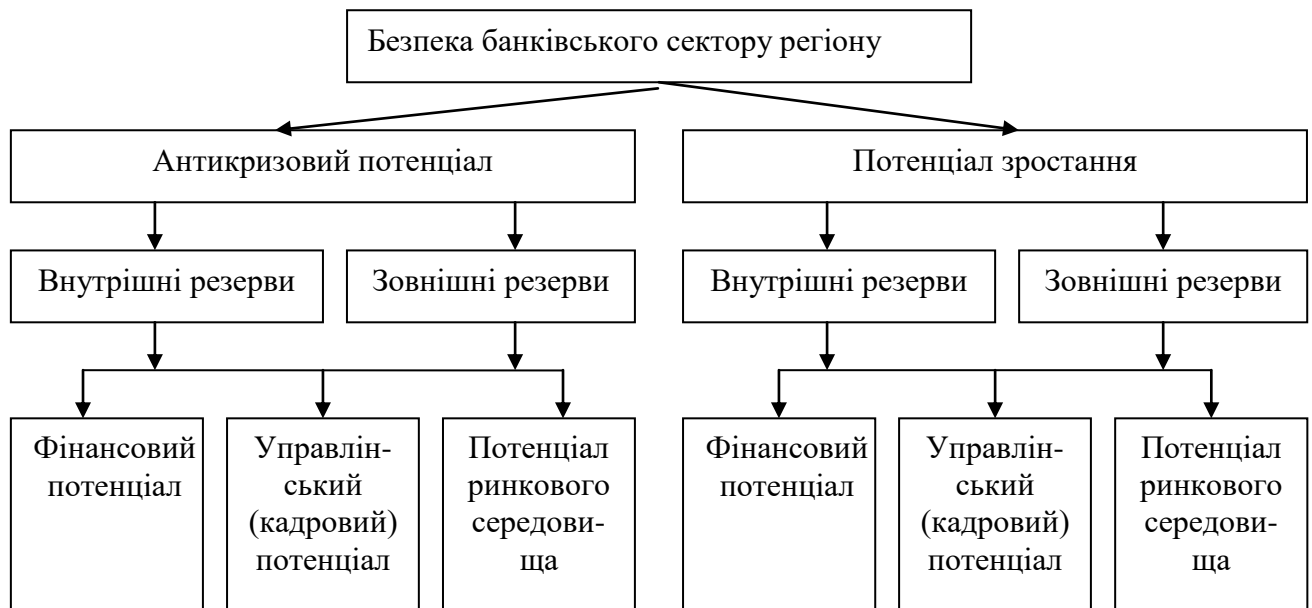 Безпека банківського сектору регіону
Антикризовий потенціал
Потенціал зростання
Внутрішні резерви
Зовнішні резерви
Внутрішні резерви
Зовнішні резерви
Фінансовий
потенціал
Управлін-
ський
(кадровий)
потенціал
Потенціал
ринкового
середови-
ща
Фінансовий
потенціал
Управлін-
ський
(кадровий)
потенціал
Потенціал
ринкового
середови-
ща